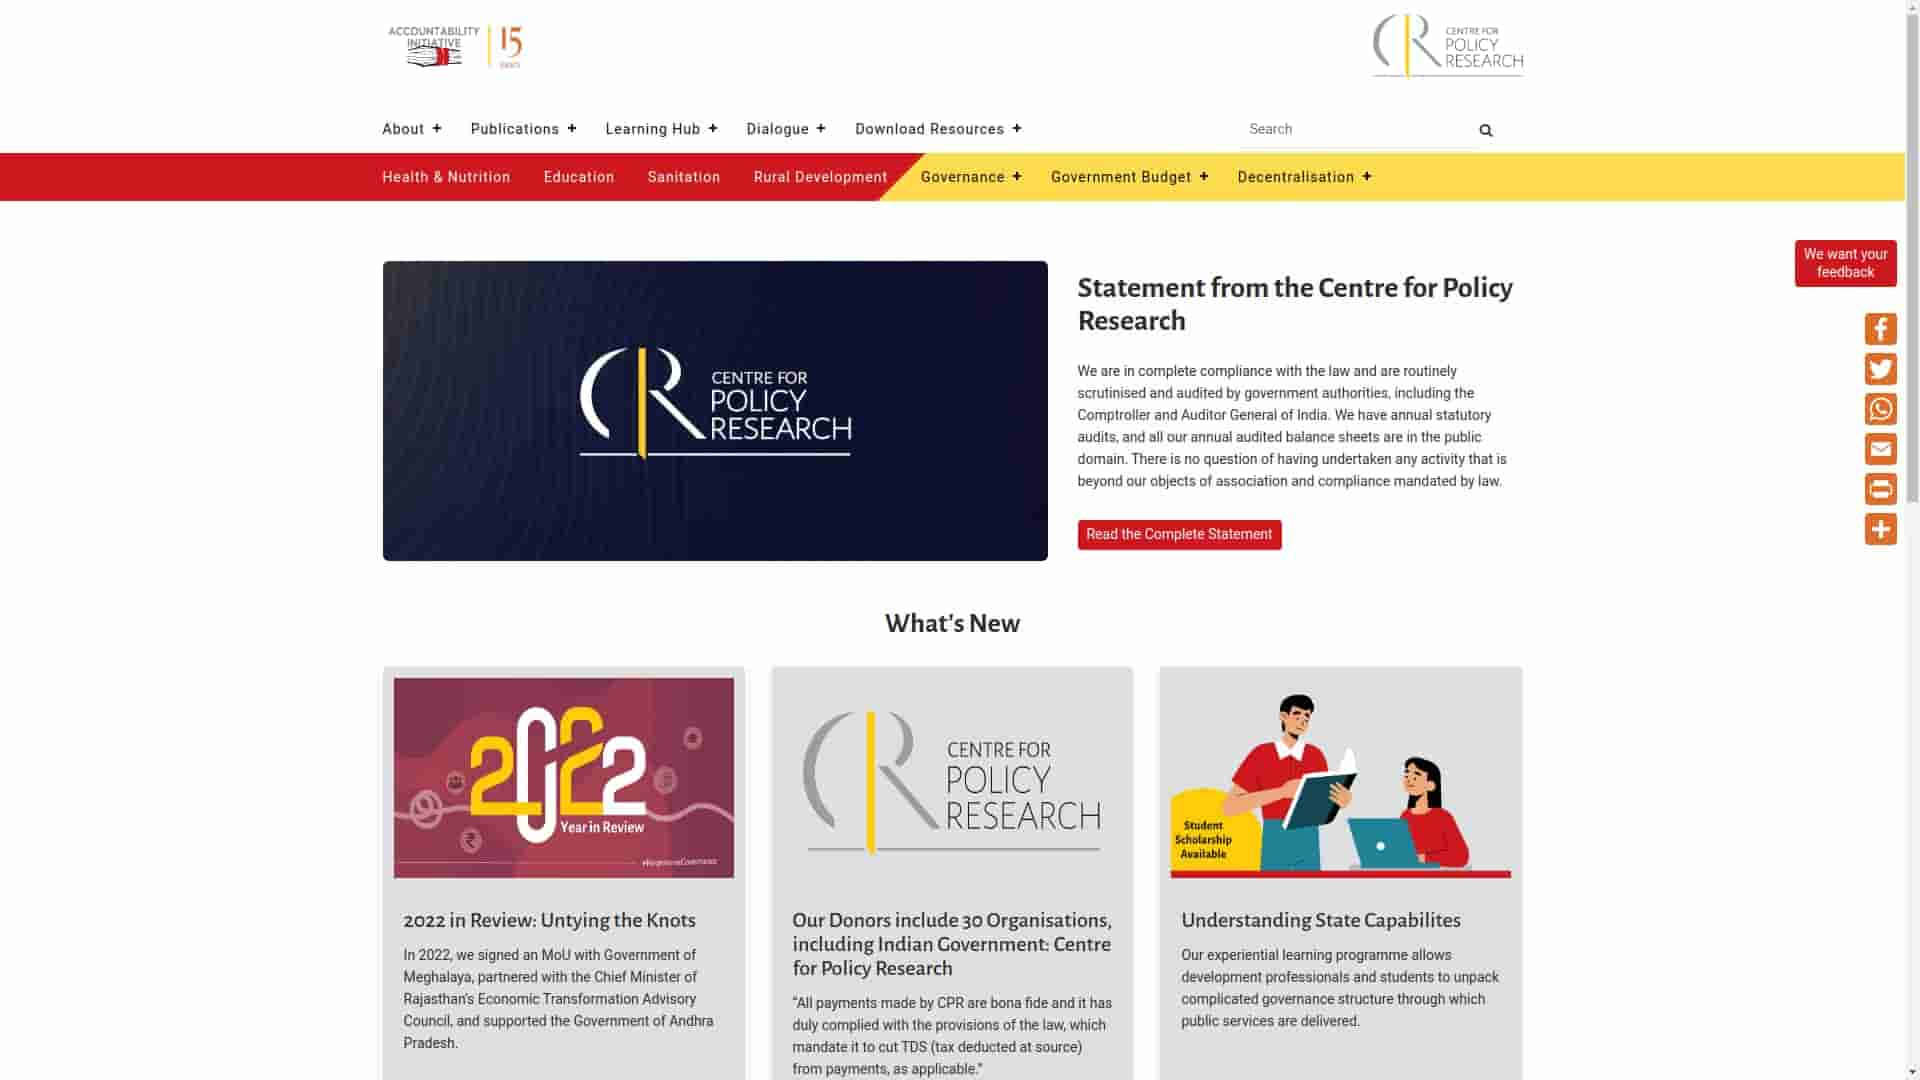 ACCOUNTABILITY
INITIATIVE
15
CENTRE FOR
POLICY
RESEARCH
About +
Publications +
Learning Hub +
Dialogue +
Download Resources +
Search
Health & Nutrition
Education
Sanitation
Rural Development
Governance +
Government Budget +
Decentralisation +
We want your
feedback
CENTRE FOR
POLICY
RESEARCH
Statement from the Centre for Policy
Research
We are in complete compliance with the law and are routinely
scrutinised and audited by government authorities, including the
Comptroller and Auditor General of India. We have annual statutory
audits, and all our annual audited balance sheets are in the public
domain. There is no question of having undertaken any activity that is
beyond our objects of association and compliance mandated by law.
Read the Complete Statement
What's New
2022
Year in Review
2022 in Review: Untying the Knots
In 2022, we signed an MoU with Government of
Meghalaya, partnered with the Chief Minister of
Rajasthan's Economic Transformation Advisory
Council, and supported the Government of Andhra
Pradesh.
CENTRE FOR
POLICY
RESEARCH
Our Donors include 30 Organisations,
including Indian Government: Centre
for Policy Research
“All payments made by CPR are bona fide and it has
duly complied with the provisions of the law, which
mandate it to cut TDS (tax deducted at source)
from payments, as applicable.”
Student
Scholarship
Available
Understanding State Capabilites
Our experiential learning programme allows
development professionals and students to unpack
complicated governance structure through which
public services are delivered.